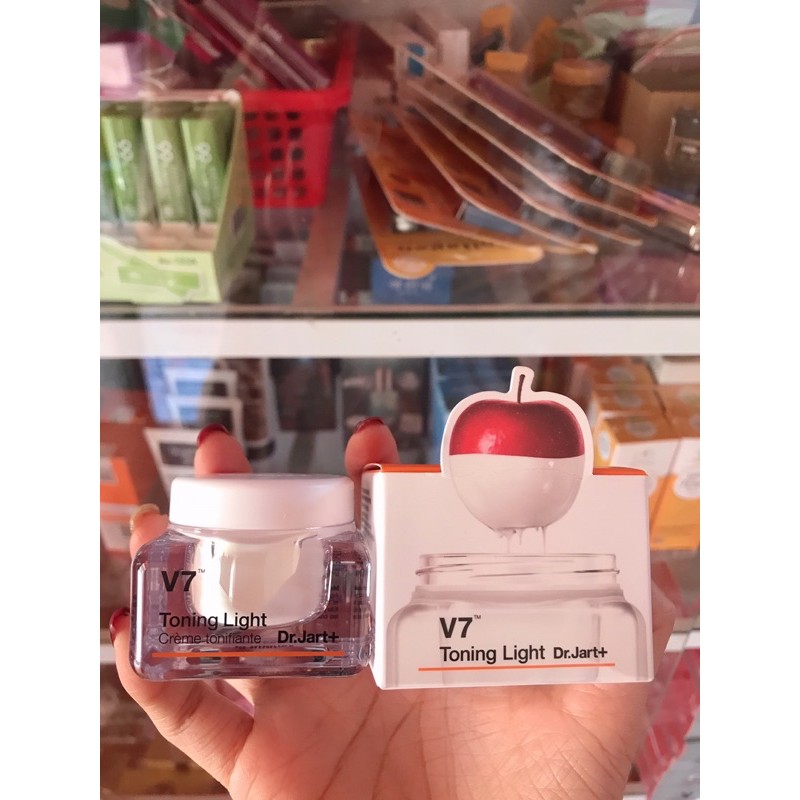 V7™
Toning Light
Crème tonifiante Dr.Jart+
V7™
Toning Light Dr.Jart+